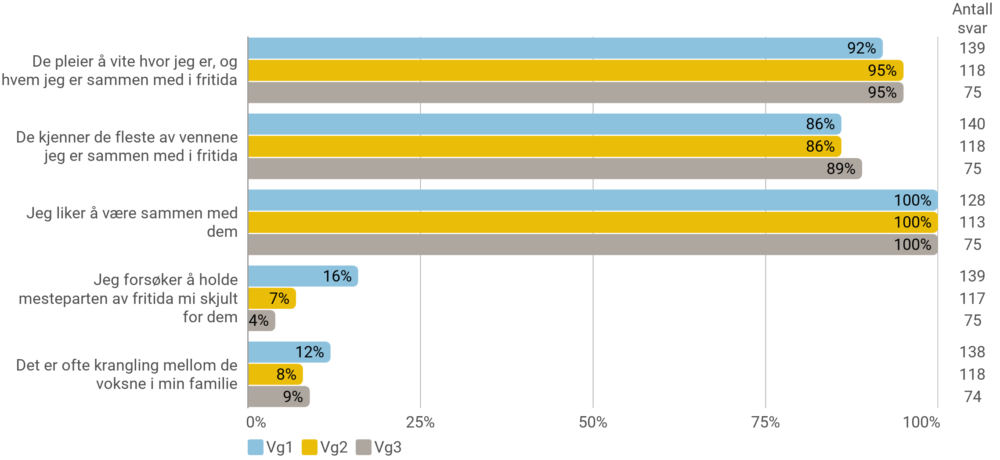 Antall
svar
De pleier å vite hvor jeg er, og
hvem jeg er sammen med i fritida
92% 139
95% 118
95% 75
De kjenner de fleste av vennene
jeg er sammen med i fritida
86% 140
86% 118
89% 75
Jeg liker å være sammen med
dem
100% 128
100% 113
100% 75
Jeg forsøker å holde
mesteparten av fritida mi skjult
for dem
16% 139
7% 117
4% 75
Det er ofte krangling mellom de
voksne i min familie
12% 138
8% 118
9% 74
0% 25% 50% 75% 100%
Vg1 Vg2 Vg3